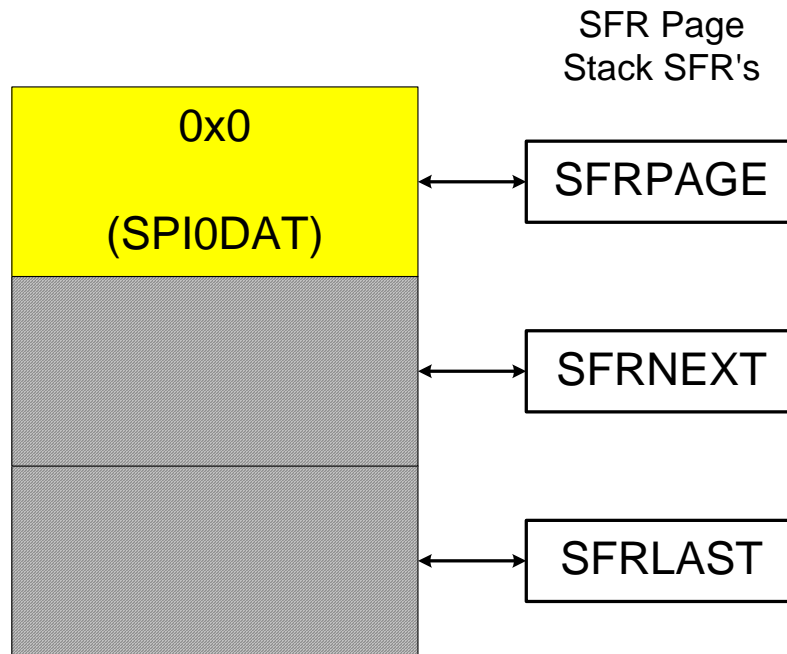 SFR Page
Stack SFR's
0x0
(SPI0DAT)
SFRPAGE
SFRNEXT
SFRLAST